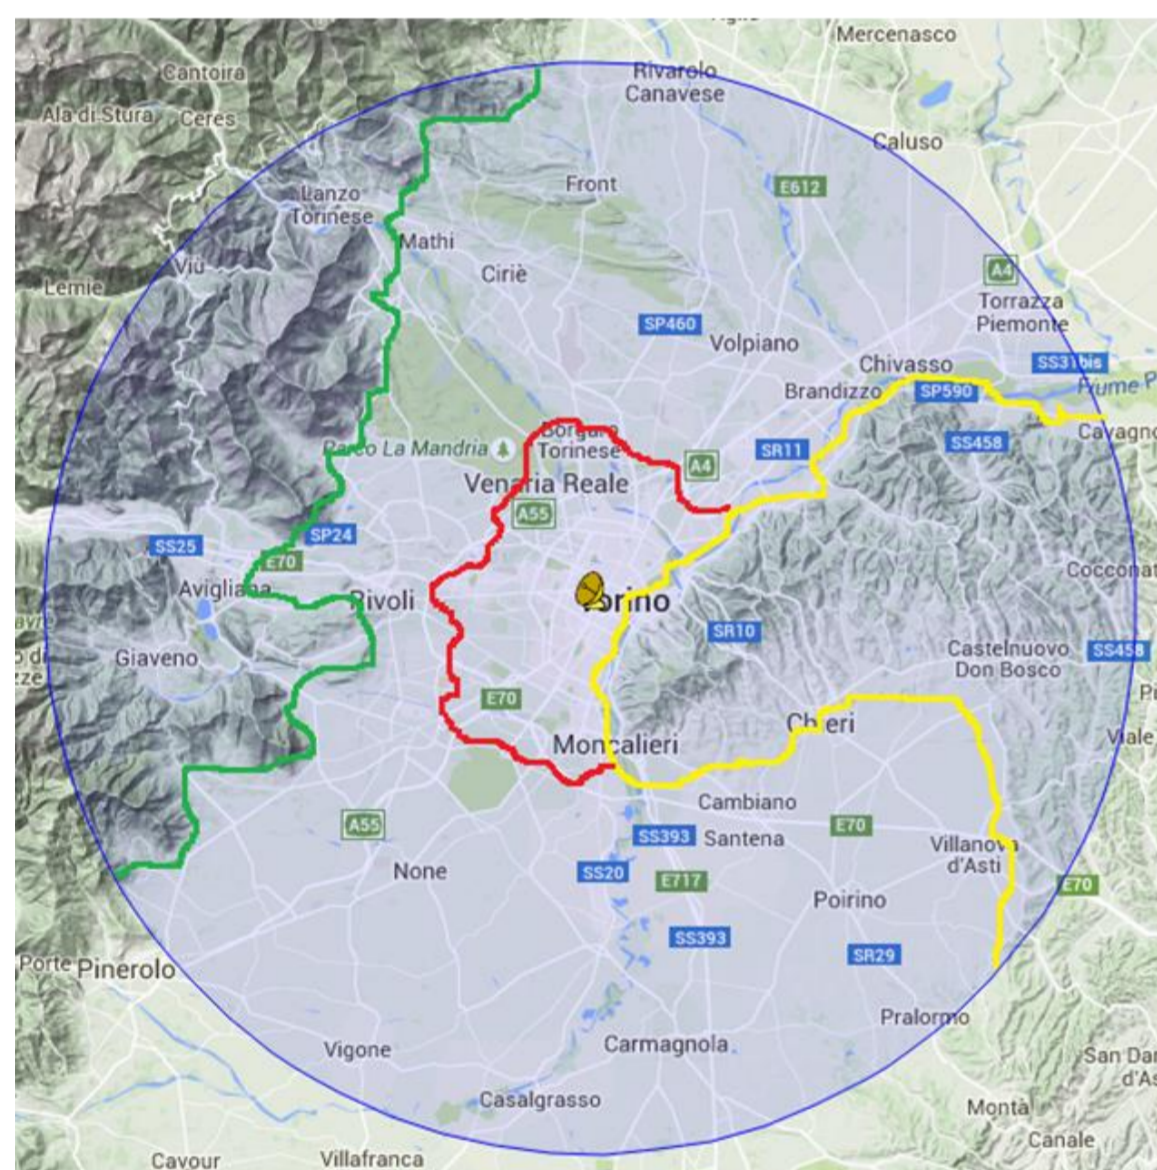 Mercenasco
Cantoira
Rivarolo
Canavese
Ala di Stura
Ceres
Caluso
Front
E612
Lanzo
Torinese
Mathi
Viù
Ciriè
A4
Lemie
Torrazza
Piemonte
SP460
Volpiano
Chivasso
SS31bis
Brandizzo
SP590
Fiume P
Cavagno
Borgaro
Torinese
Parco La Mandria
SR11
SS458
A4
Venaria Reale
A55
SP24
SS25
E70
Cocconat
Avigliana
Rivoli
Torino
SR10
Giaveno
Castelnuovo
Don Bosco
SS458
E70
Chieri
Moncalieri
Viale
Cambiano
A55
SS393
Santena
E70
Villanova
d'Asti
None
SS20
E717
E70
Poirino
SS393
SR29
Porte
Pinerolo
Pralormo
Vigone
Carmagnola
San Da
d'As
Casalgrasso
Montà
Canale
Cavour
Villafranca